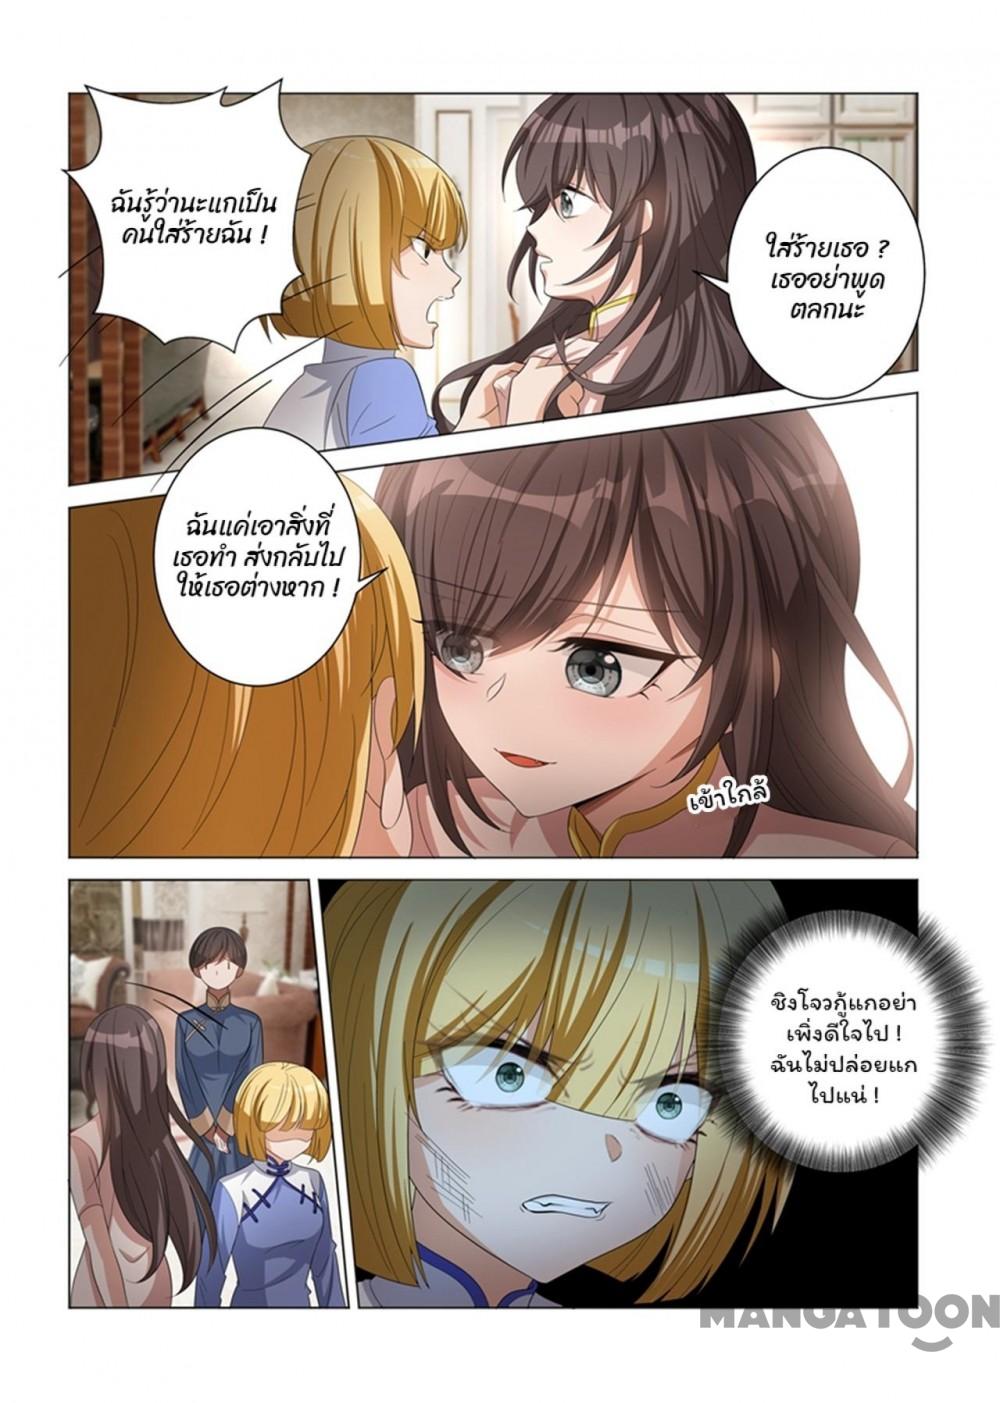 ฉันรู้ว่านะแกเป็น
คนใส่ร้ายฉัน !
ใส่ร้ายเธอ ?
เธออย่าพูด
ตลกนะ
ฉันแค่เอาสิ่งที่
เธอทำ ส่งกลับไป
ให้เธอต่างหาก !
เข้าใกล้
ชิงโจวกู้แกอย่า
เพิ่งดีใจไป !
ฉันไม่ปล่อยแก
ไปแน่ !
MANGATOON